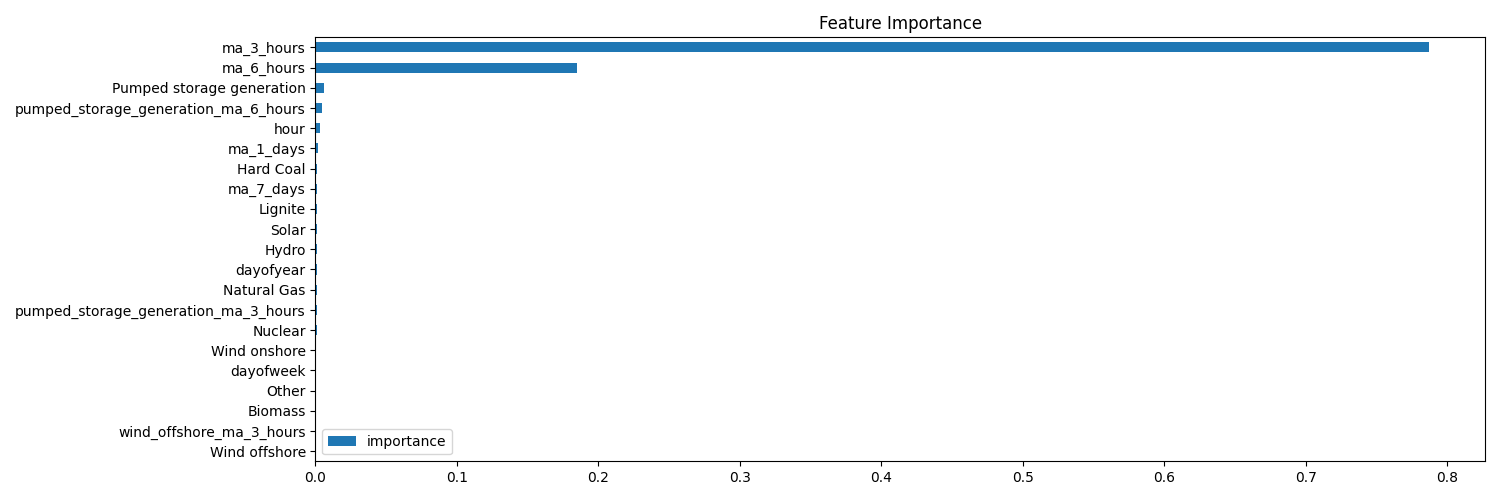 Feature Importance
ma_3_hours
ma_6_hours
Pumped storage generation
pumped_storage_generation_ma_6_hours
hour
ma_1_days
Hard Coal
ma_7_days
Lignite
Solar
Hydro
dayofyear
Natural Gas
pumped_storage_generation_ma_3_hours
Nuclear
Wind onshore
dayofweek
Other
Biomass
wind_offshore_ma_3_hours
Wind offshore
importance
0.0 0.1 0.2 0.3 0.4 0.5 0.6 0.7 0.8